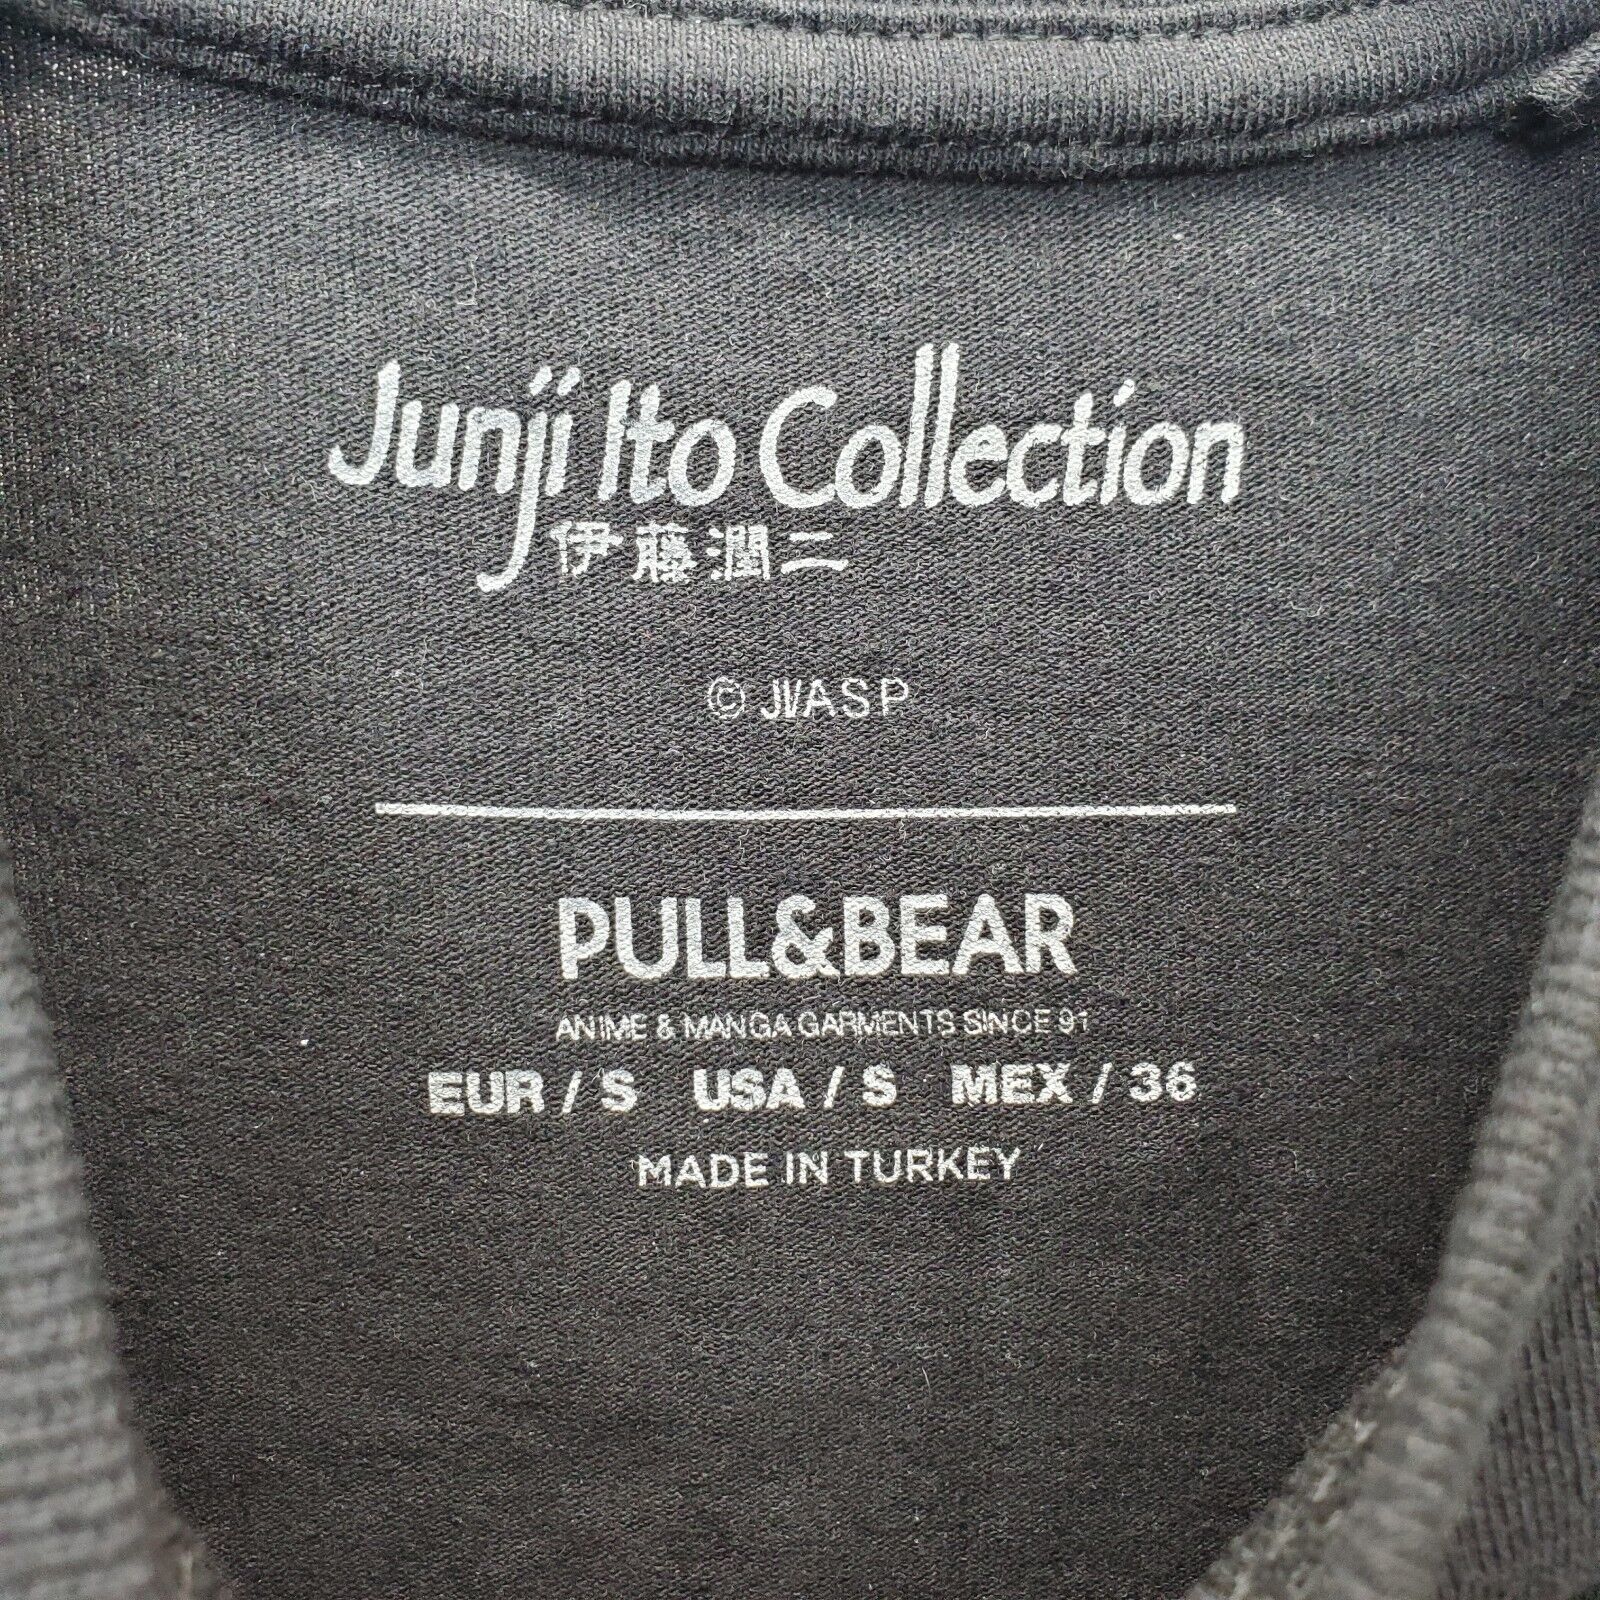 Junji Ito Collection
伊藤潤二
© JI/ASP
PULL&BEAR
ANIME & MANGA GARMENTS SINCE 91
EUR / S USA / S MEX / 36
MADE IN TURKEY